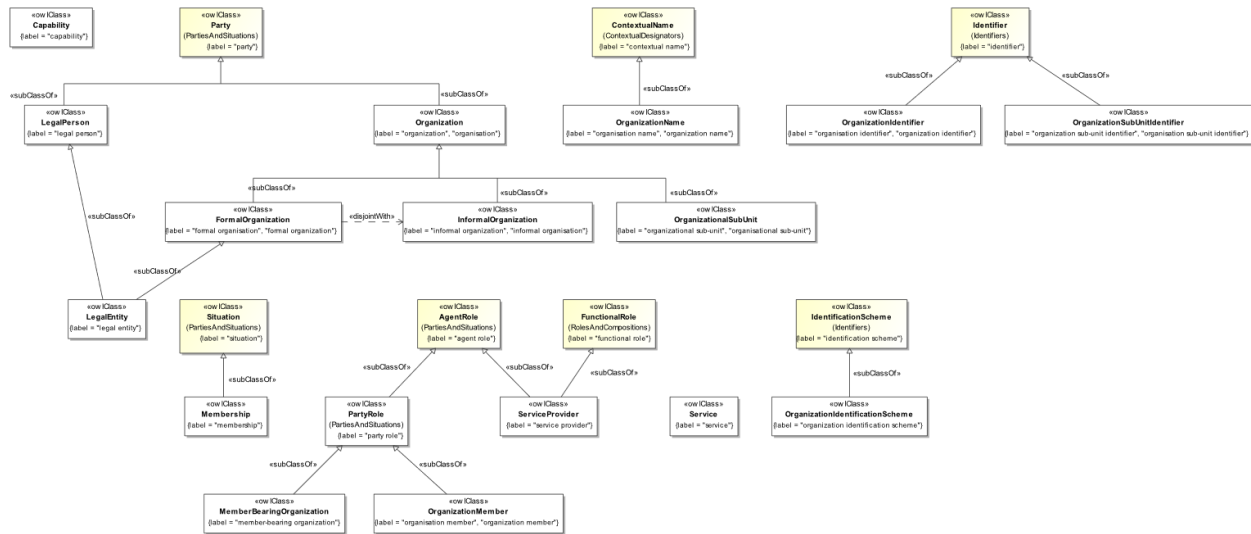 «owlClass»
Capability
{label = "capability"}
«owlClass»
Party
(PartiesAndSituations)
{label = "party"}
«owlClass»
ContextualName
(ContextualDesignators)
{label = "contextual name"}
«owlClass»
Identifier
(Identifiers)
{label = "identifier"}
«subClassOf»
«subClassOf»
«subClassOf»
«subClassOf»
«subClassOf»
«owlClass»
LegalPerson
{label = "legal person"}
«owlClass»
Organization
{label = "organization", "organisation"}
«owlClass»
OrganizationName
{label = "organisation name", "organization name"}
«owlClass»
OrganizationIdentifier
{label = "organisation identifier", "organization identifier"}
«owlClass»
OrganizationSubUnitIdentifier
{label = "organization sub-unit identifier", "organisation sub-unit identifier"}
«subClassOf»
«subClassOf»
«subClassOf»
«subClassOf»
«owlClass»
FormalOrganization
{label = "formal organisation", "formal organization"}
«disjointWith»
«owlClass»
InformalOrganization
{label = "informal organization", "informal organisation"}
«owlClass»
OrganizationalSubUnit
{label = "organizational sub-unit", "organisational sub-unit"}
«subClassOf»
«owlClass»
LegalEntity
{label = "legal entity"}
«owlClass»
Situation
(PartiesAndSituations)
{label = "situation"}
«owlClass»
AgentRole
(PartiesAndSituations)
{label = "agent role"}
«owlClass»
FunctionalRole
(RolesAndCompositions)
{label = "functional role"}
«owlClass»
IdentificationScheme
(Identifiers)
{label = "identification scheme"}
«subClassOf»
«subClassOf»
«subClassOf»
«subClassOf»
«subClassOf»
«owlClass»
Membership
{label = "membership"}
«owlClass»
PartyRole
(PartiesAndSituations)
{label = "party role"}
«owlClass»
ServiceProvider
{label = "service provider"}
«owlClass»
Service
{label = "service"}
«owlClass»
OrganizationIdentificationScheme
{label = "organization identification scheme"}
«subClassOf»
«subClassOf»
«owlClass»
MemberBearingOrganization
{label = "member-bearing organization"}
«owlClass»
OrganizationMember
{label = "organisation member", "organization member"}